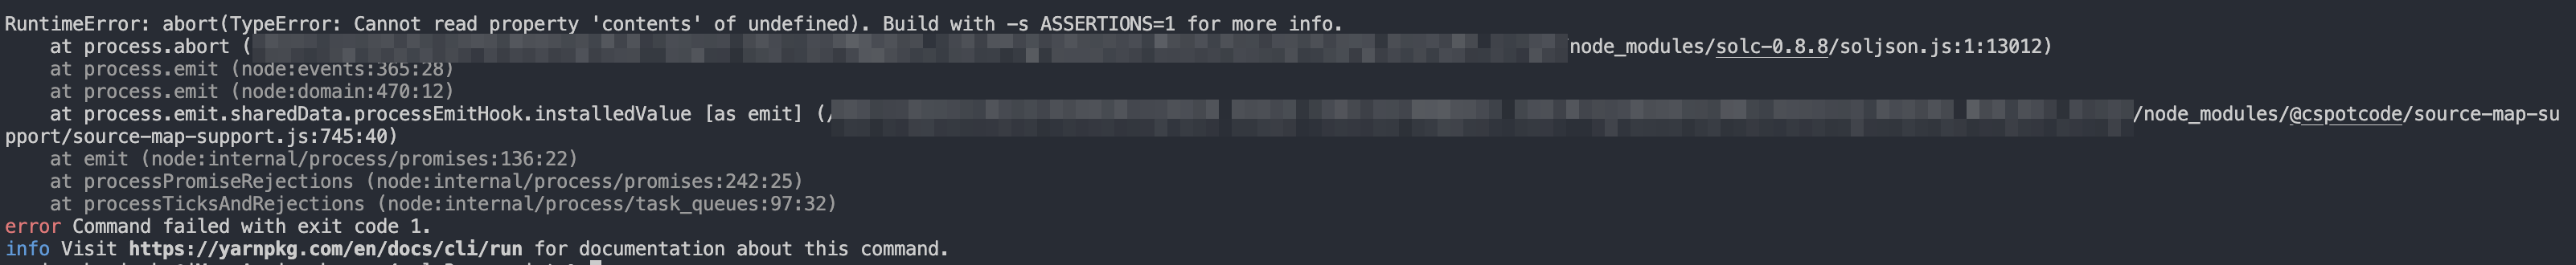 RuntimeError: abort(TypeError: Cannot read property 'contents' of undefined). Build with -s ASSERTIONS=1 for more info.
    at process.abort (node_modules/solc-0.8.8/soljson.js:1:13012)
    at process.emit (node:events:365:28)
    at process.emit (node:domain:470:12)
    at process.emit.sharedData.processEmitHook.installedValue [as emit] (/ /node_modules/@cspotcode/source-map-su
pport/source-map-support.js:745:40)
    at emit (node:internal/process/promises:136:22)
    at processPromiseRejections (node:internal/process/promises:242:25)
    at processTicksAndRejections (node:internal/process/task_queues:97:32)
error Command failed with exit code 1.
info Visit https://yarnpkg.com/en/docs/cli/run for documentation about this command.